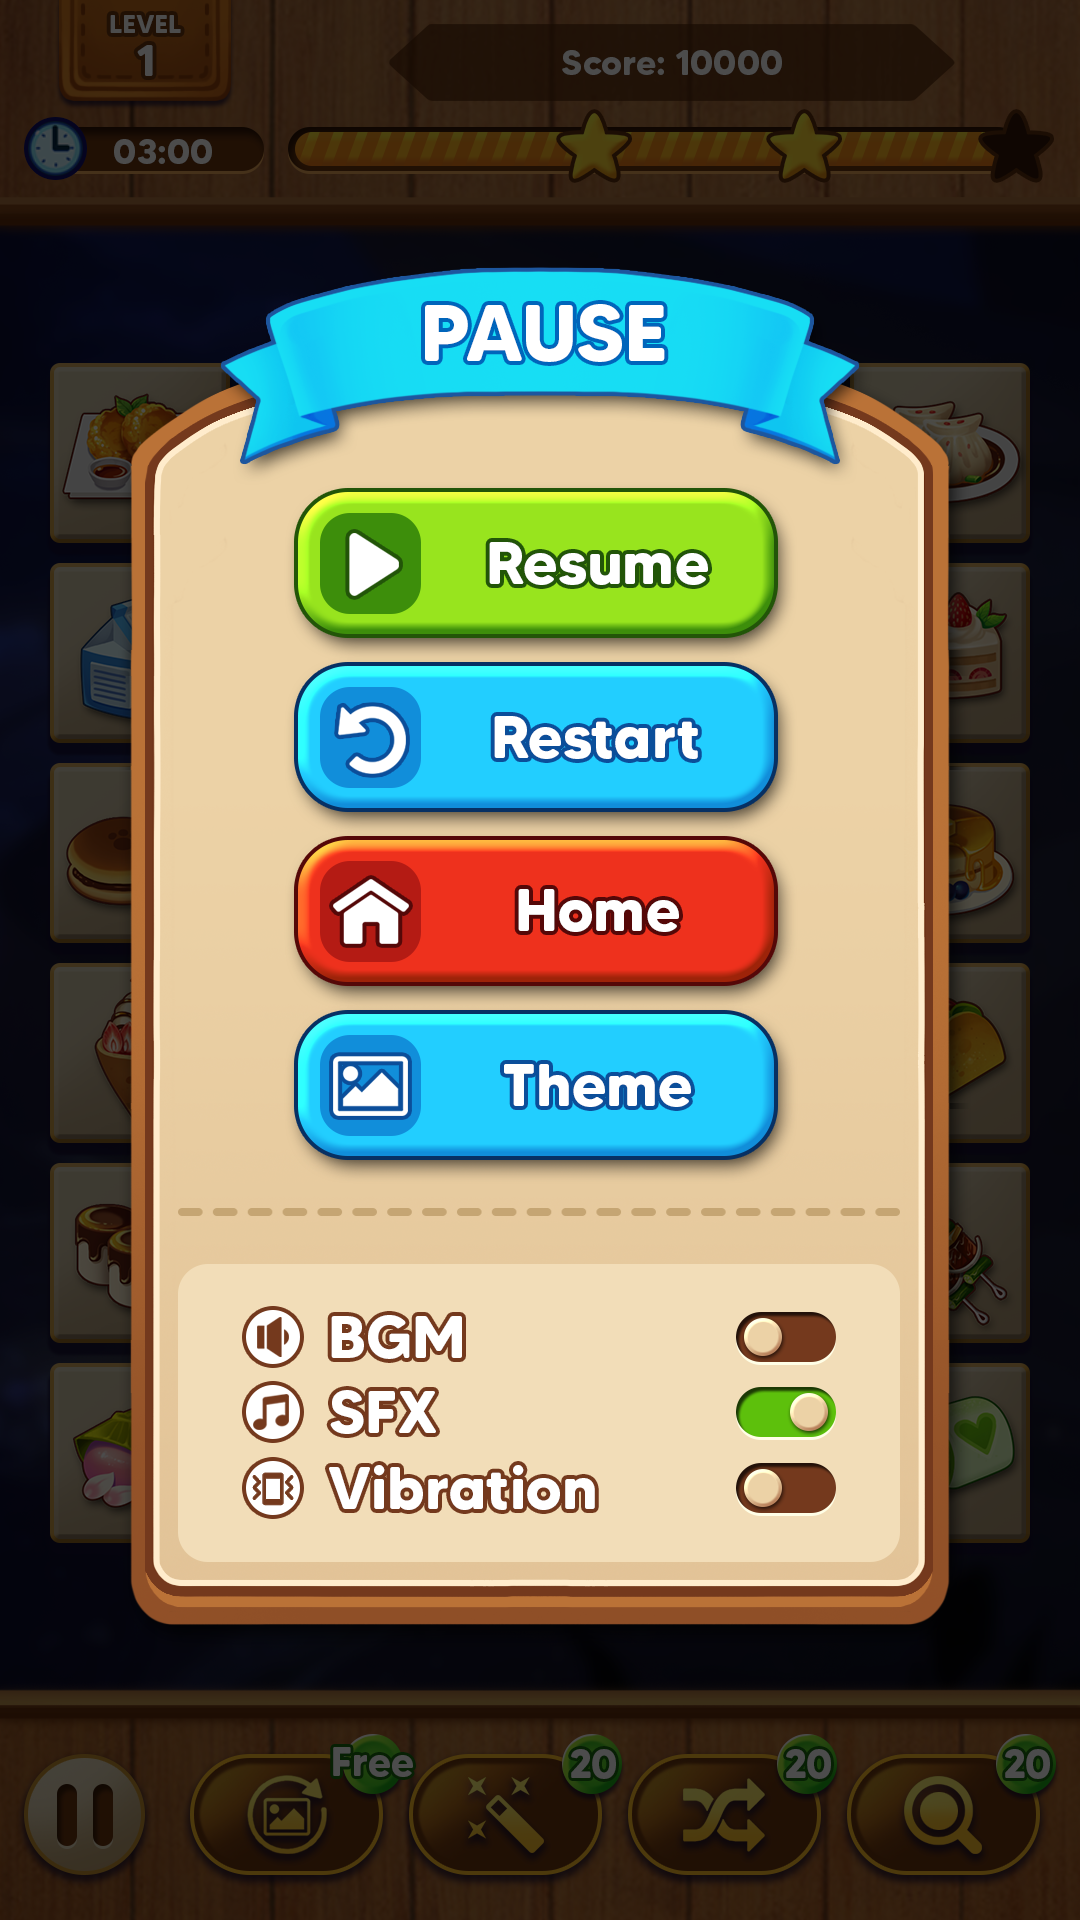 LEVEL
1
Score: 10000
03:00
PAUSE
Resume
Restart
Home
Theme
BGM
SFX
Vibration
Free
20
20
20